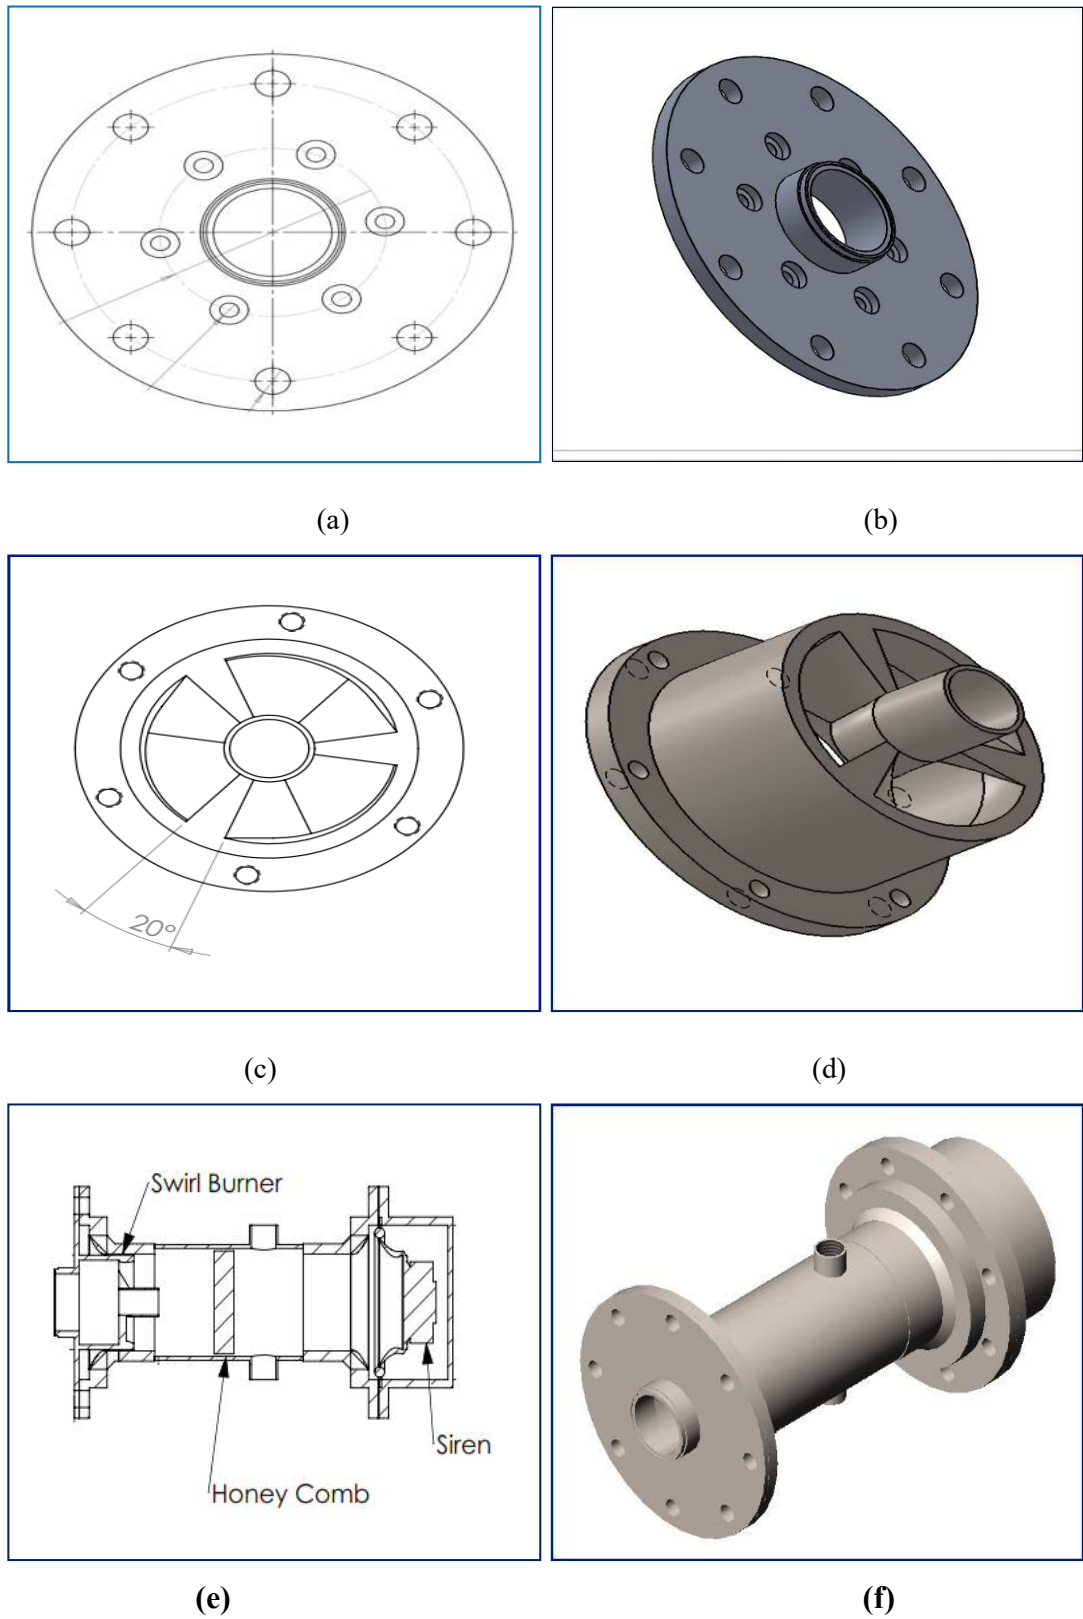 (a)
(b)
20°
(c)
(d)
Swirl Burner
Siren
Honey Comb
(e)
(f)